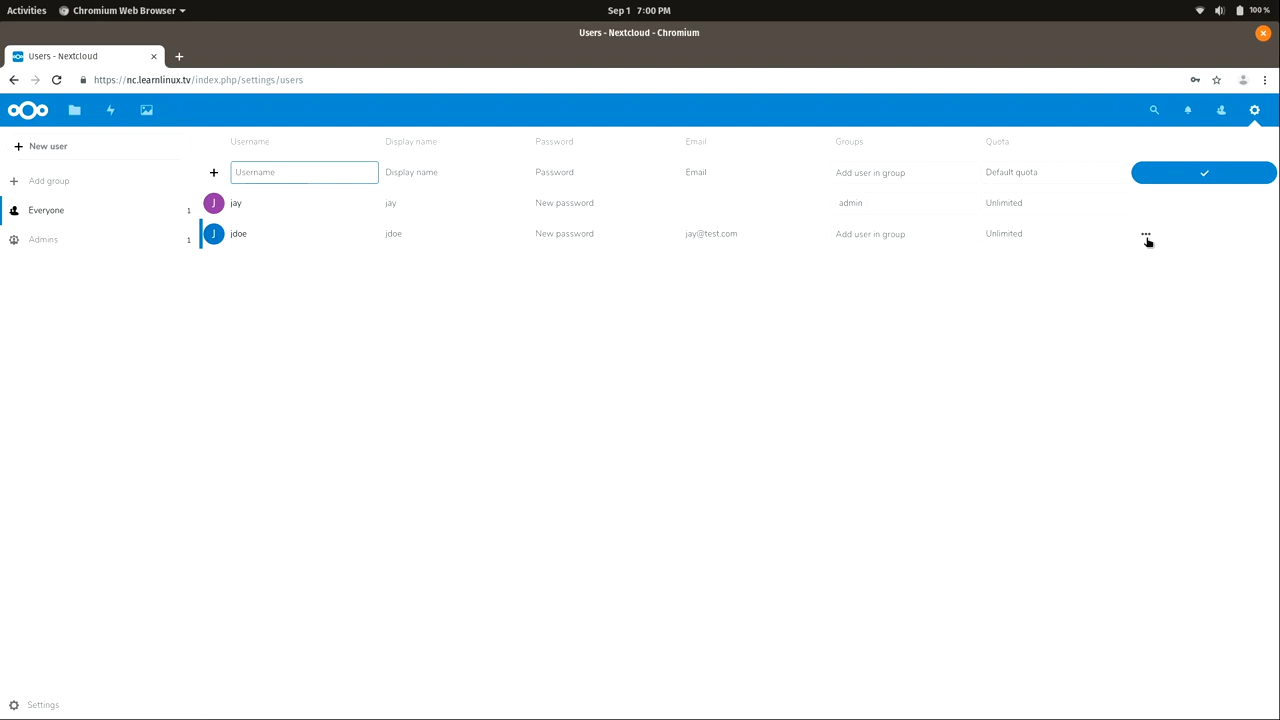 Activities Chromium Web Browser Sep 1 7:00 PM 100 %
Users - Nextcloud - Chromium
Users - Nextcloud
https://nc.learnlinux.tv/index.php/settings/users
New user
Add group
Everyone 1
Admins 1
Username Display name Password Email Groups Quota
Username Display name Password Email Add user in group Default quota
J jay jay New password admin Unlimited
J jdoe jdoe New password jay@test.com Add user in group Unlimited
Settings